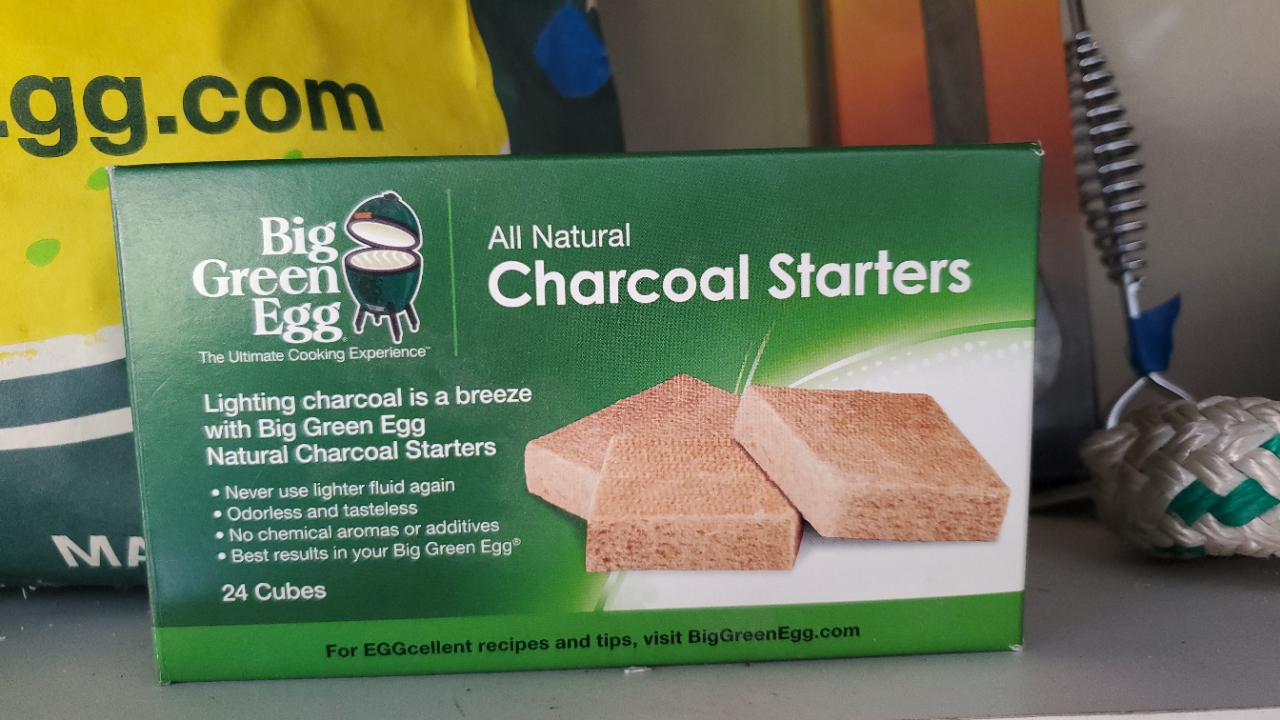 gg.com
Big
Green
Egg
The Ultimate Cooking Experience™
All Natural
Charcoal Starters
Lighting charcoal is a breeze
with Big Green Egg
Natural Charcoal Starters
• Never use lighter fluid again
• Odorless and tasteless
• No chemical aromas or additives
• Best results in your Big Green Egg®
24 Cubes
For EGGcellent recipes and tips, visit BigGreenEgg.com
MA